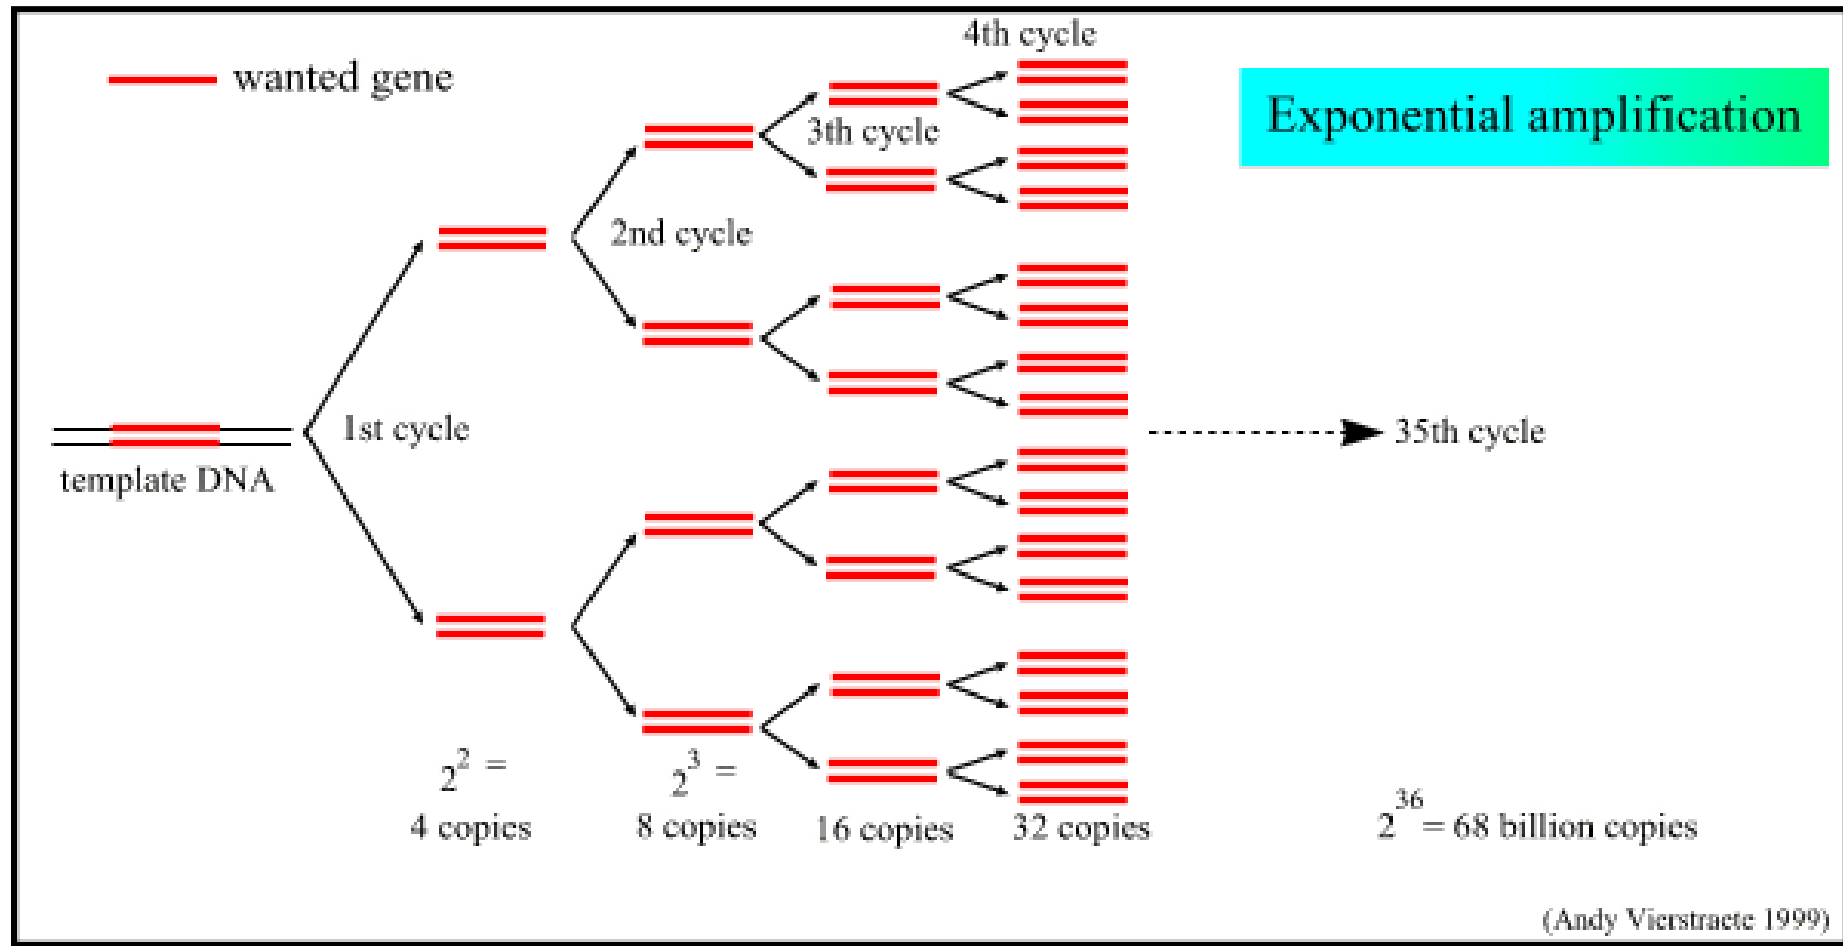 4th cycle
wanted gene
Exponential amplification
3th cycle
2nd cycle
1st cycle
35th cycle
template DNA
2^2 =
4 copies
2^3 =
8 copies
16 copies
32 copies
2^36 = 68 billion copies
(Andy Vierstraete 1999)